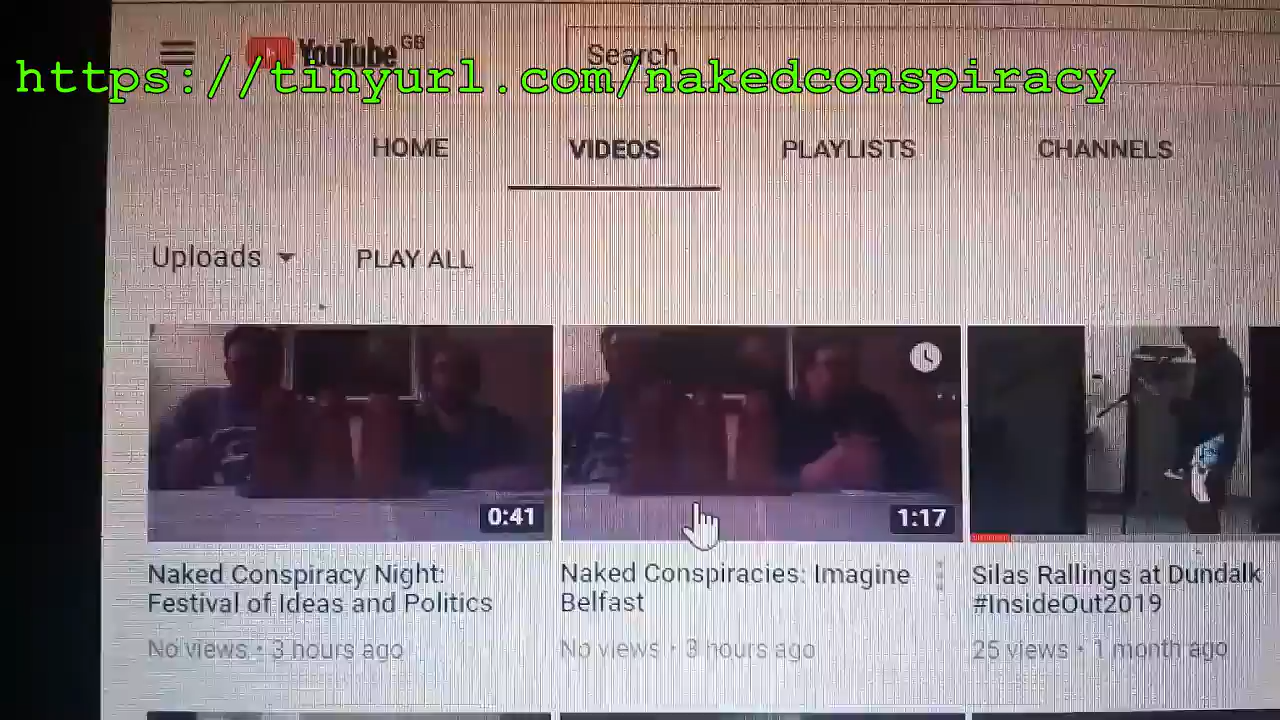 YouTube GB
Search
https://tinyurl.com/nakedconspiracy
HOME VIDEOS PLAYLISTS CHANNELS
Uploads PLAY ALL
0:41 1:17
Naked Conspiracy Night: Naked Conspiracies: Imagine Silas Rallings at Dundalk
Festival of Ideas and Politics Belfast #InsideOut2019
No views • 3 hours ago No views • 3 hours ago 25 views • 1 month ago